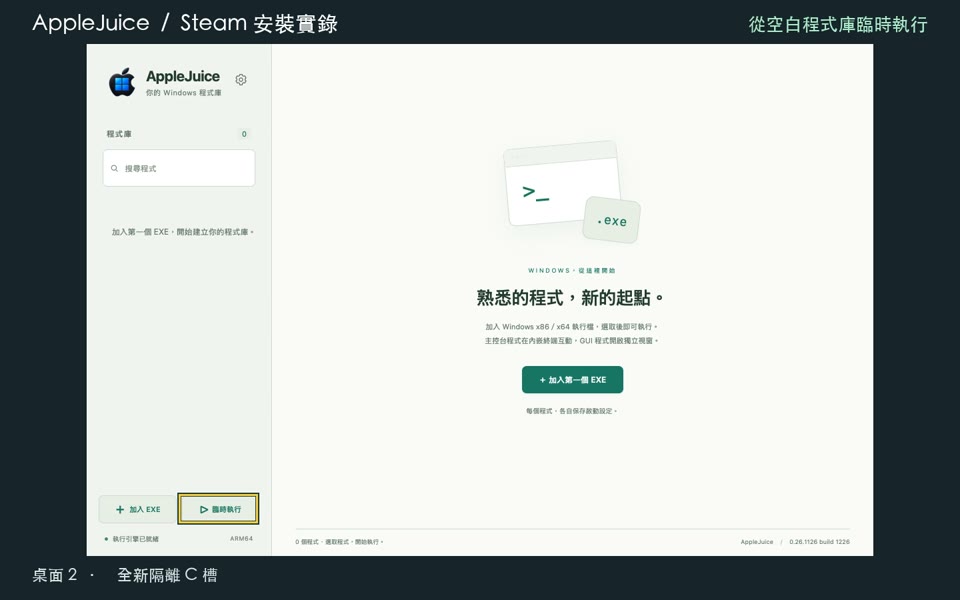 AppleJuice / Steam 安裝實錄
從空白程式庫臨時執行
AppleJuice
你的 Windows 程式庫
程式庫
0
搜尋程式
加入第一個 EXE，開始建立你的程式庫。
>_
.exe
WINDOWS，從這裡開始
熟悉的程式，新的起點。
加入 Windows x86 / x64 執行檔，選取後即可執行。
主控台程式在內嵌終端互動，GUI 程式開啟獨立視窗。
+ 加入第一個 EXE
每個程式，各自保存啟動設定。
+ 加入 EXE
臨時執行
執行引擎已就緒
ARM64
0 個程式，選取程式，開始執行。
AppleJuice / 0.26.1126 build 1226
桌面 2 · 全新隔離 C 槽